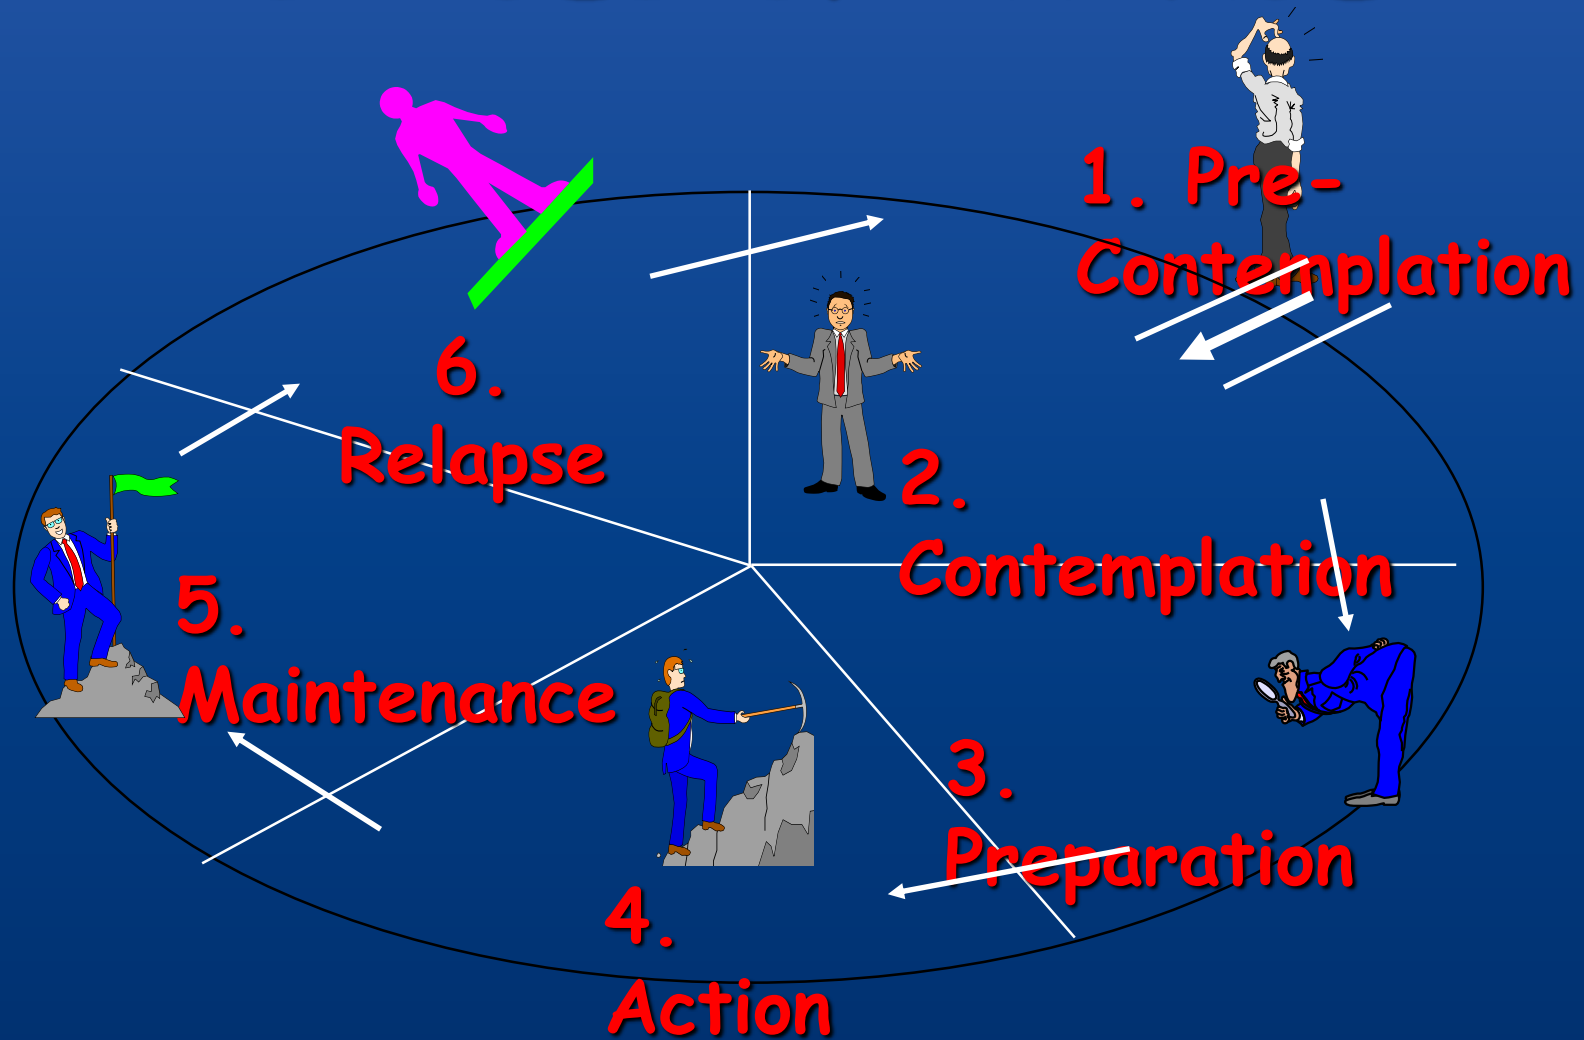 1. Pre-
Contemplation
2.
Contemplation
3.
Preparation
4.
Action
5.
Maintenance
6.
Relapse